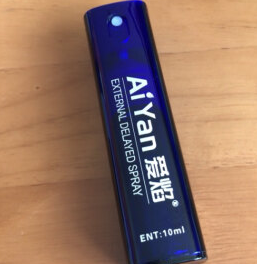 Ai Yan 爱焰®
EXTERNAL DELAYED SPRAY
ENT:10ml